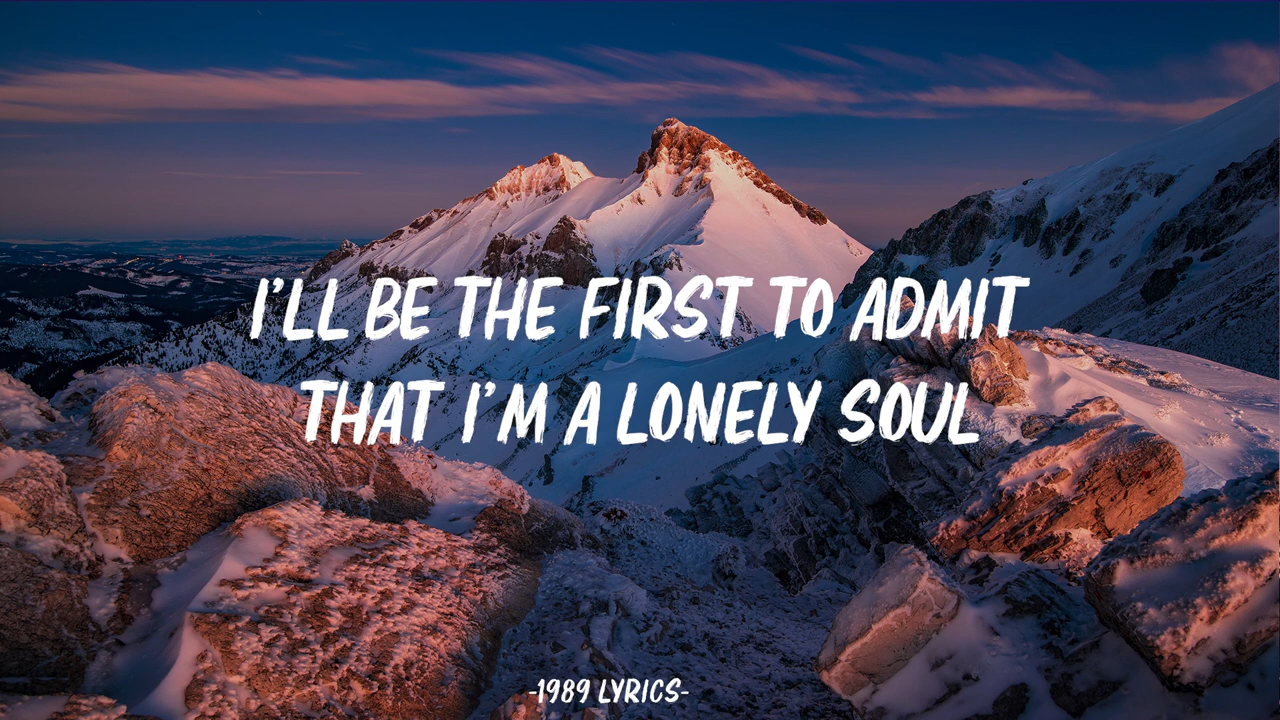 I'LL BE THE FIRST TO ADMIT
THAT I'M A LONELY SOUL
-1989 LYRICS-